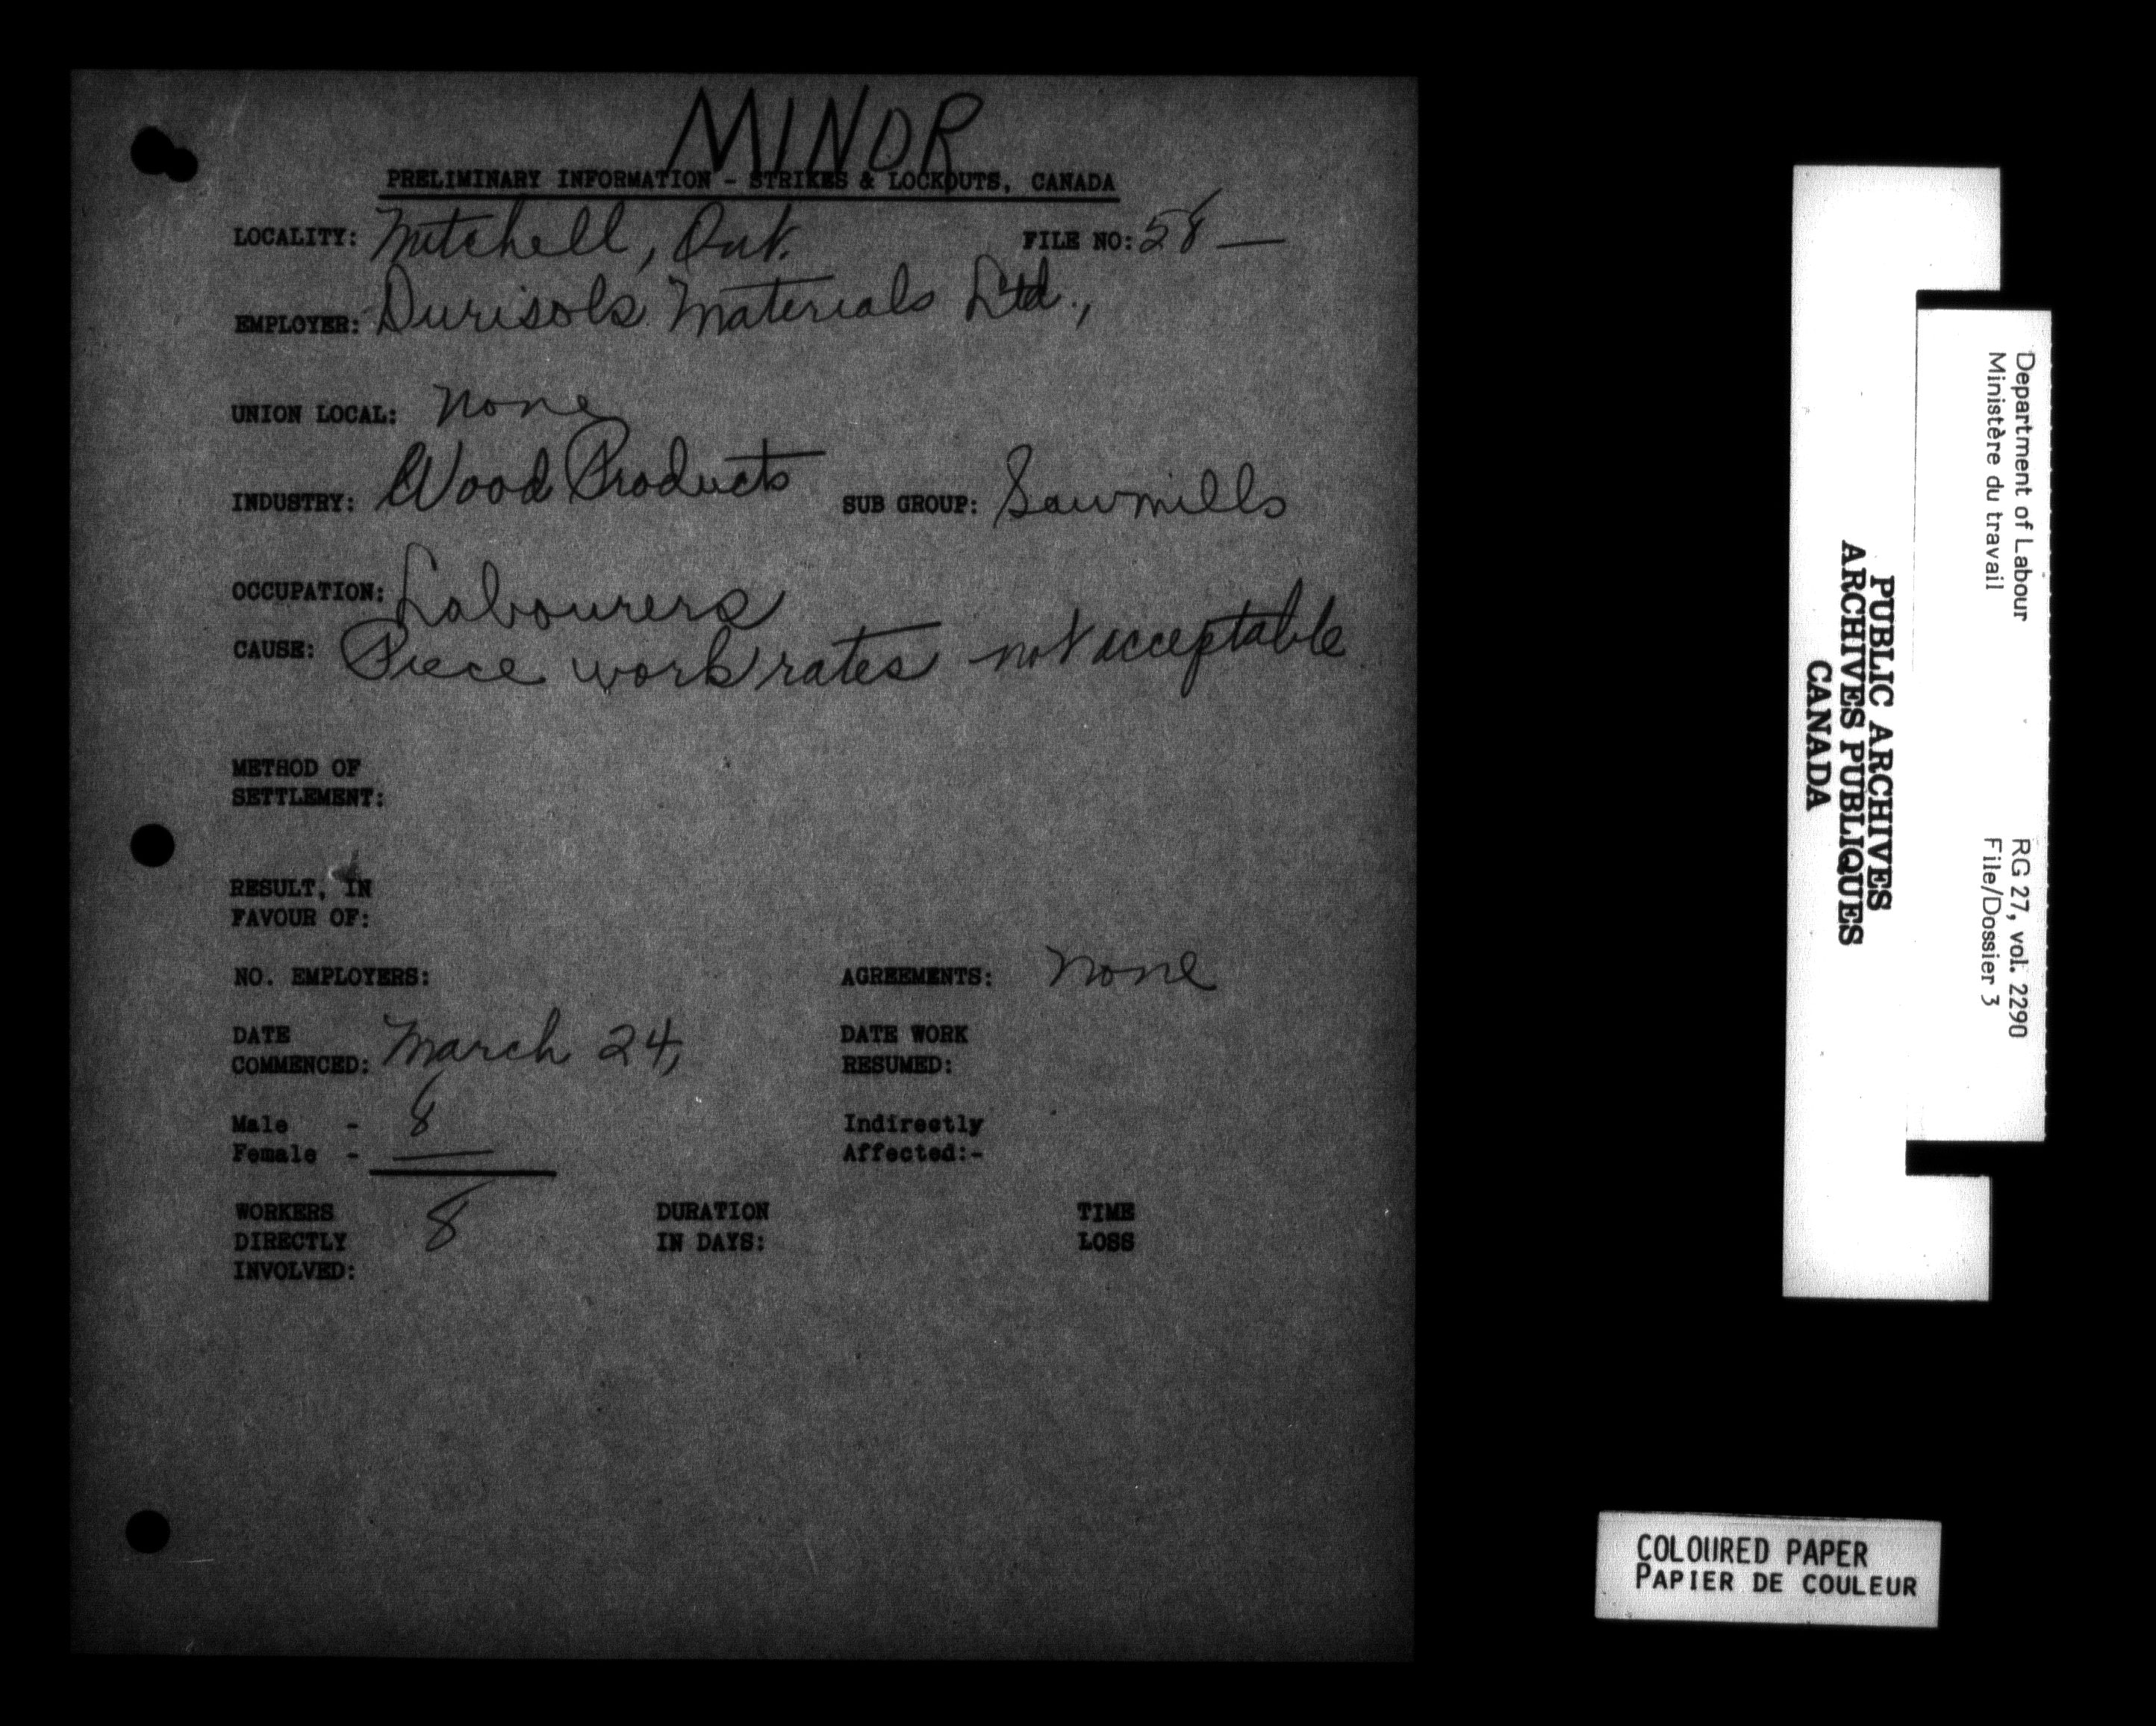 MINOR
PRELIMINARY INFORMATION - STRIKES & LOCKOUTS, CANADA
LOCALITY: Mitchell, Ont. FILE NO: 58 —
EMPLOYER: Durisols Materials Ltd.,
UNION LOCAL: None
INDUSTRY: Wood Products SUB GROUP: Sawmills
OCCUPATION: Labourers
CAUSE: Piece work rates not acceptable
METHOD OF
SETTLEMENT:
RESULT, IN
FAVOUR OF:
NO. EMPLOYERS: AGREEMENTS: None
DATE DATE WORK
COMMENCED: March 24, RESUMED:
Male - 8 Indirectly
Female - — Affected:-
WORKERS 8 DURATION TIME
DIRECTLY IN DAYS: LOSS
INVOLVED:
Department of Labour RG 27, vol. 2290
Ministère du travail File/Dossier 3
PUBLIC ARCHIVES
ARCHIVES PUBLIQUES
CANADA
COLOURED PAPER
PAPIER DE COULEUR